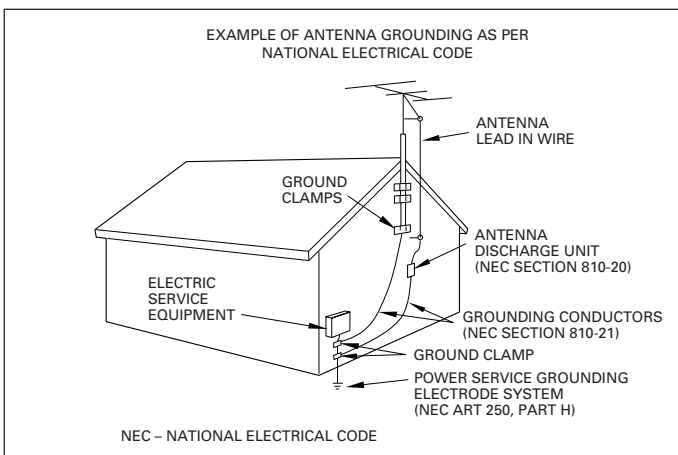 EXAMPLE OF ANTENNA GROUNDING AS PER
NATIONAL ELECTRICAL CODE
ANTENNA
LEAD IN WIRE
GROUND
CLAMPS
ANTENNA
DISCHARGE UNIT
(NEC SECTION 810-20)
ELECTRIC
SERVICE
EQUIPMENT
GROUNDING CONDUCTORS
(NEC SECTION 810-21)
GROUND CLAMP
POWER SERVICE GROUNDING
ELECTRODE SYSTEM
(NEC ART 250, PART H)
NEC – NATIONAL ELECTRICAL CODE